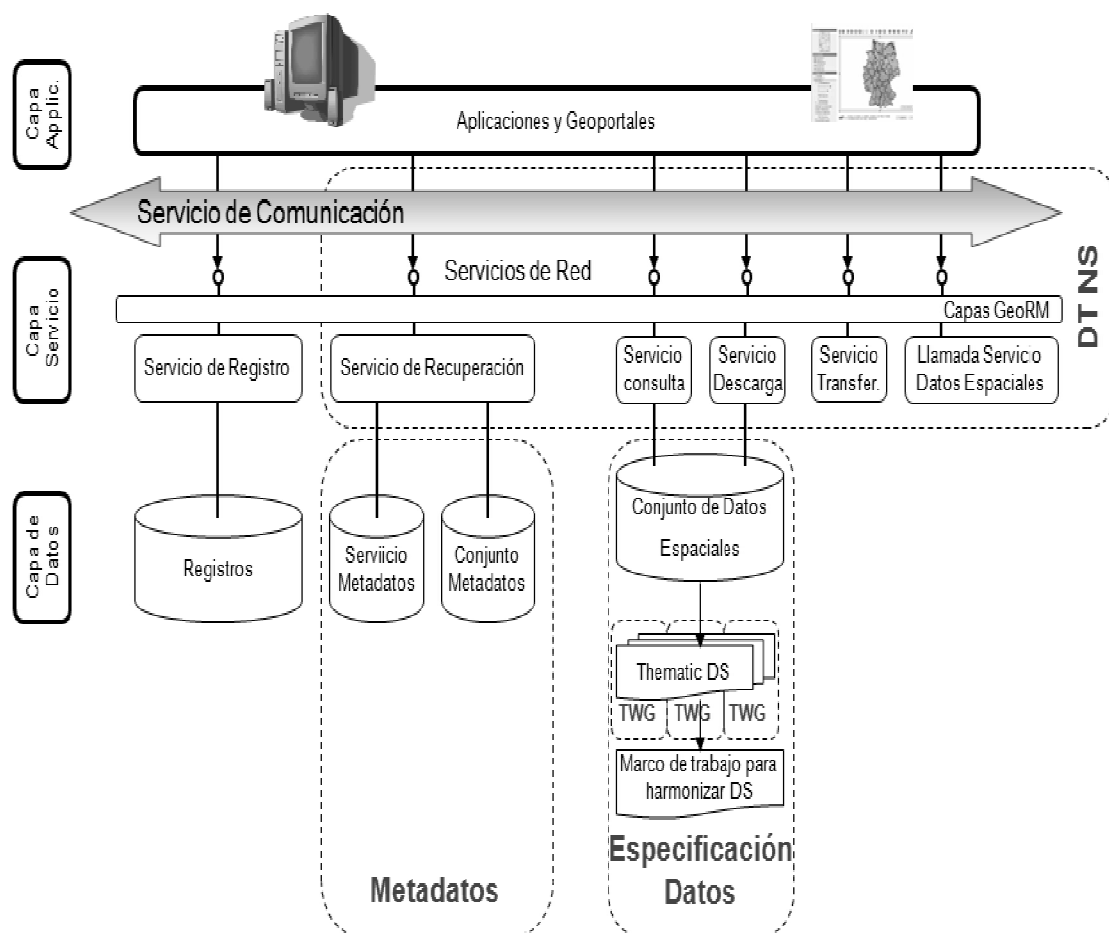 Capa
Applic.
Aplicaciones y Geoportales
Servicio de Comunicación
Capa
Servicio
Servicios de Red
Capas GeoRM
DT NS
Servicio de Registro
Servicio de Recuperación
Servicio
consulta
Servicio
Descarga
Servicio
Transfer.
Llamada Servicio
Datos Espaciales
Capa de
Datos
Registros
Serviicio
Metadatos
Conjunto
Metadatos
Conjunto de Datos
Espaciales
Thematic DS
TWG
TWG
TWG
Marco de trabajo para
harmonizar DS
Metadatos
Especificación
Datos